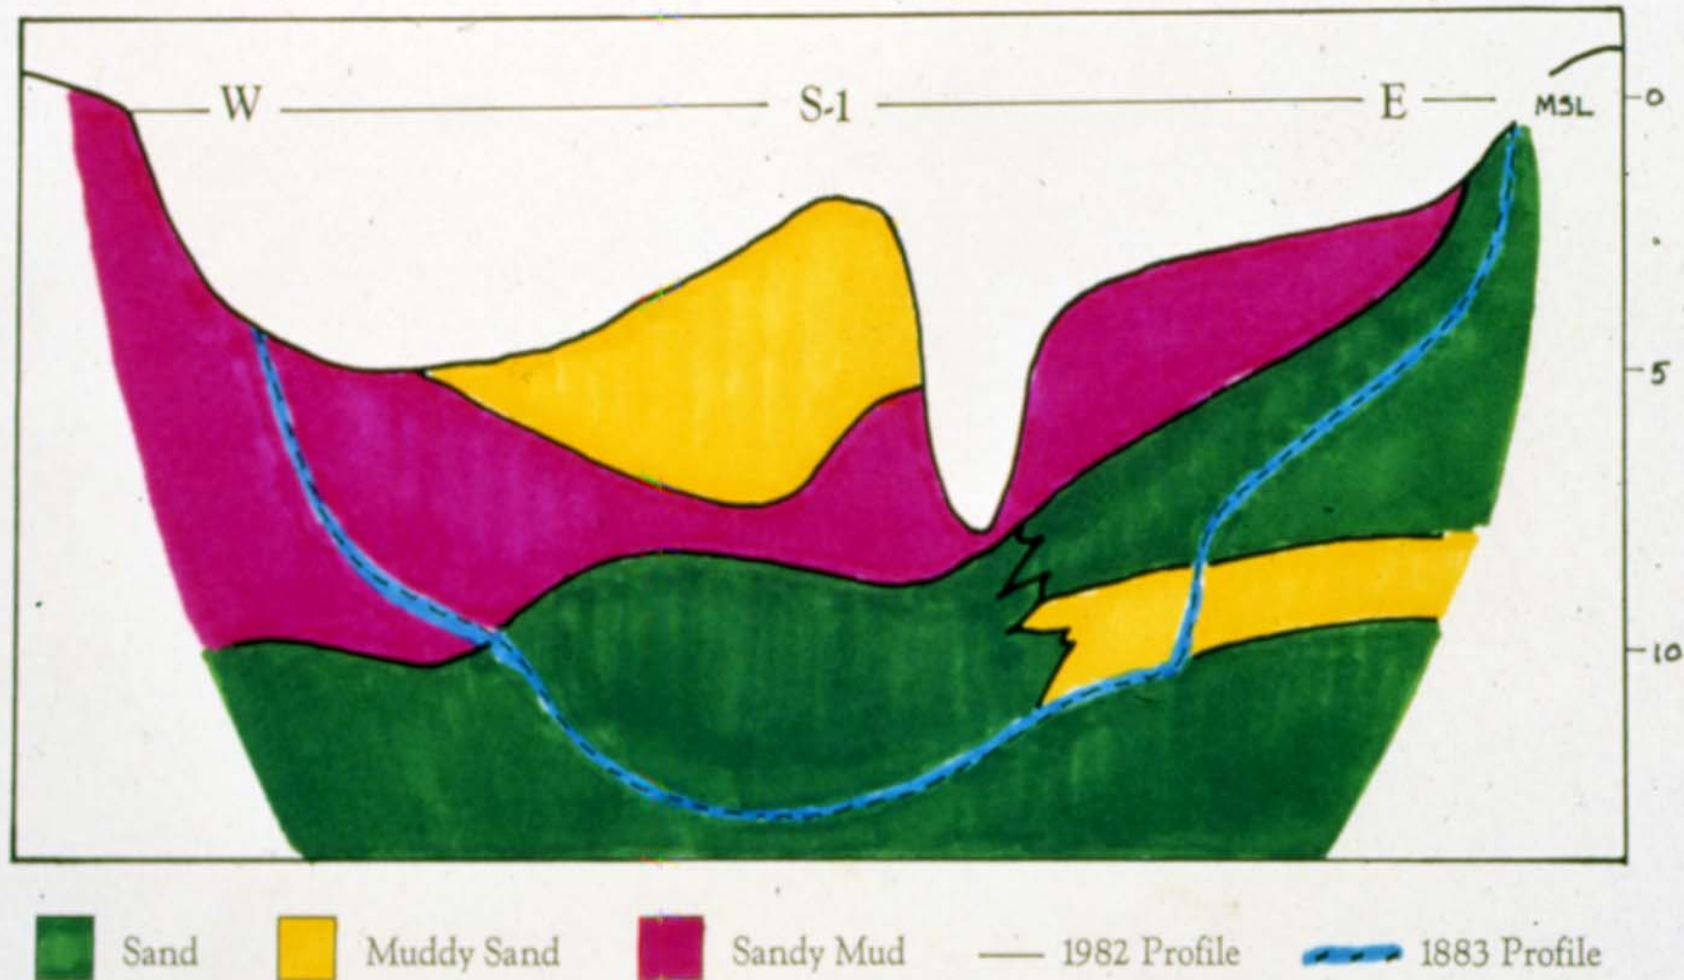 W S-1 E MSL 0
5
10
Sand Muddy Sand Sandy Mud 1982 Profile 1883 Profile